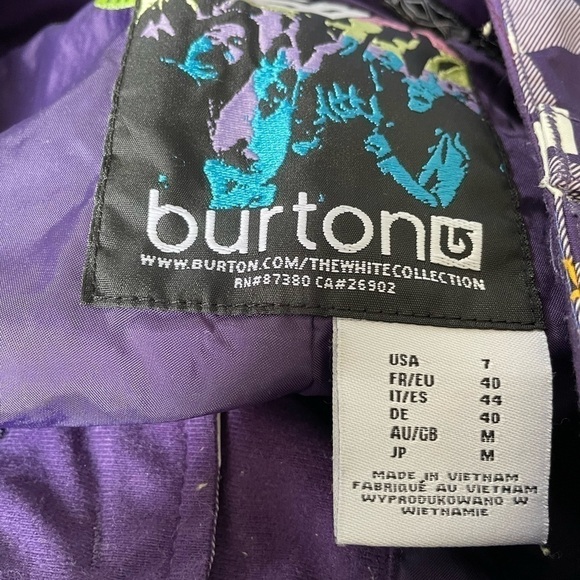 burton
WWW.BURTON.COM/THEWHITECOLLECTION
RN#87380 CA#26902
USA 7
FR/EU 40
IT/ES 44
DE 40
AU/GB M
JP M
MADE IN VIETNAM
FABRIQUÉ AU VIETNAM
WYPRODUKOWANO W
WIETNAMIE